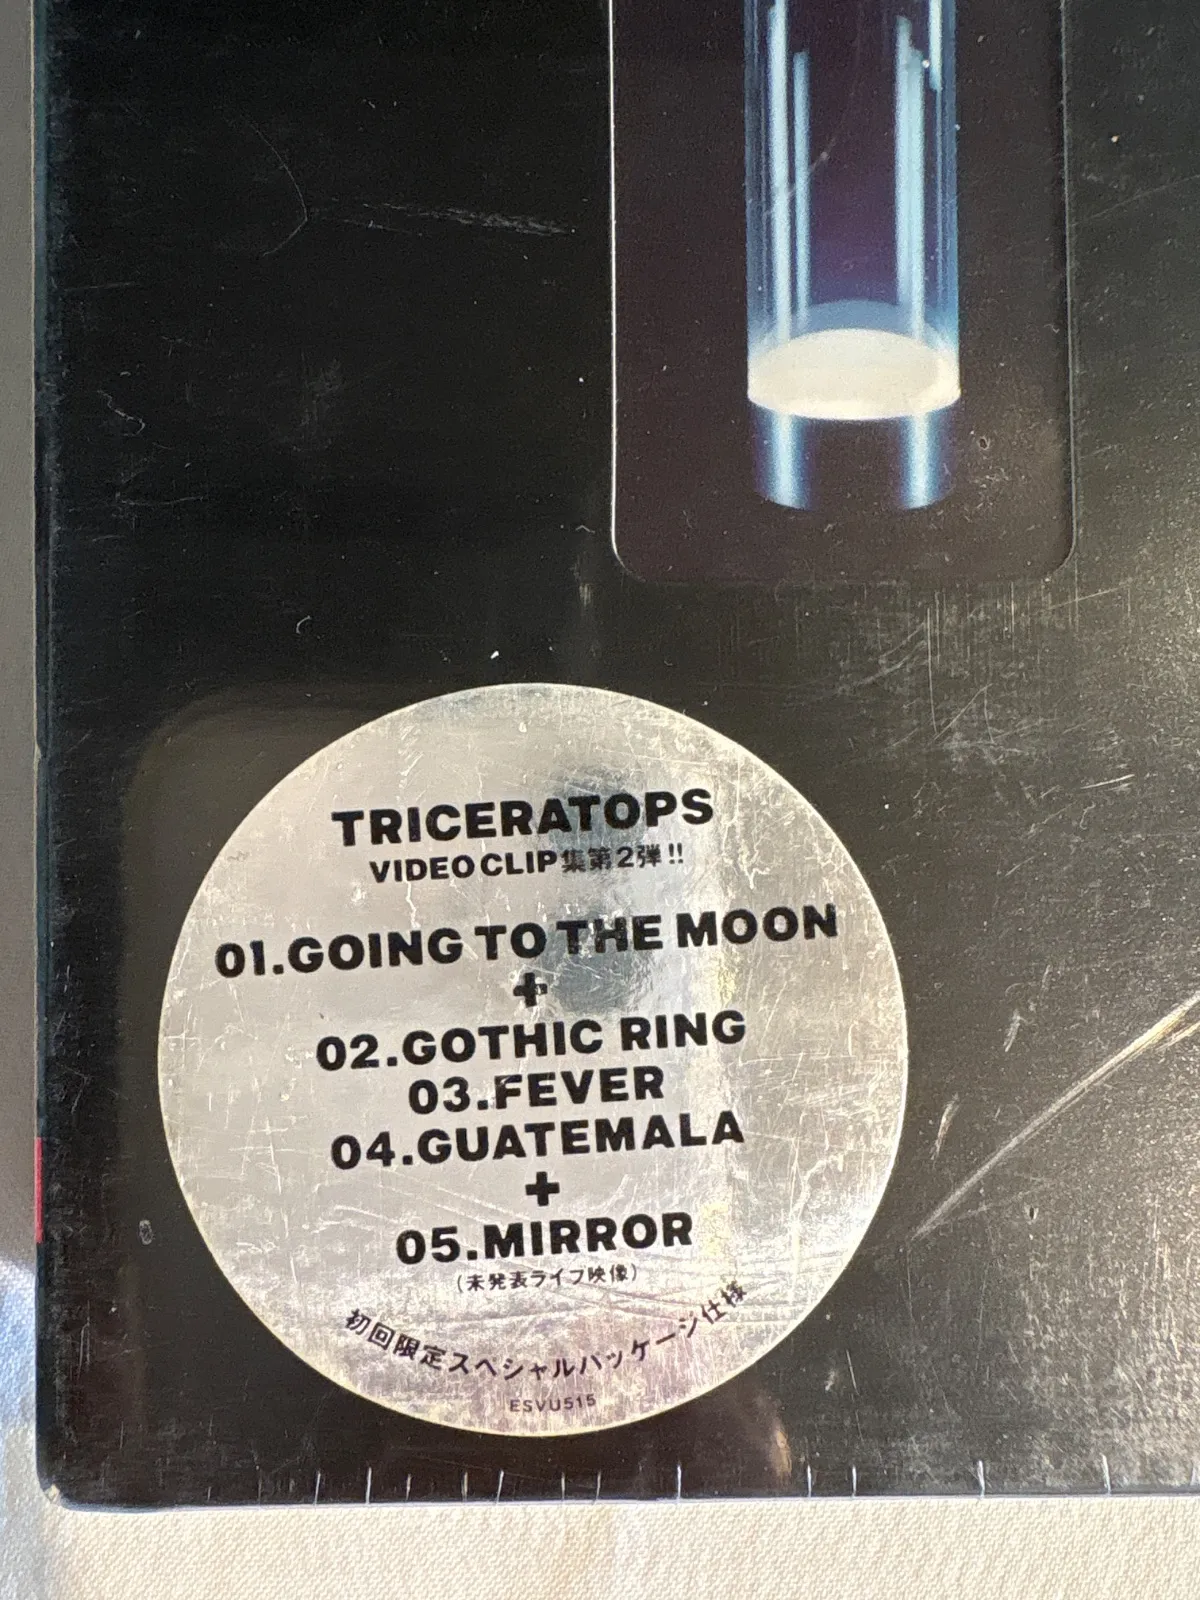 TRICERATOPS
VIDEO CLIP集第2弾!!
01.GOING TO THE MOON
+
02.GOTHIC RING
03.FEVER
04.GUATEMALA
+
05.MIRROR
(未発表ライブ映像)
初回限定スペシャルパッケージ仕様
ESVU515